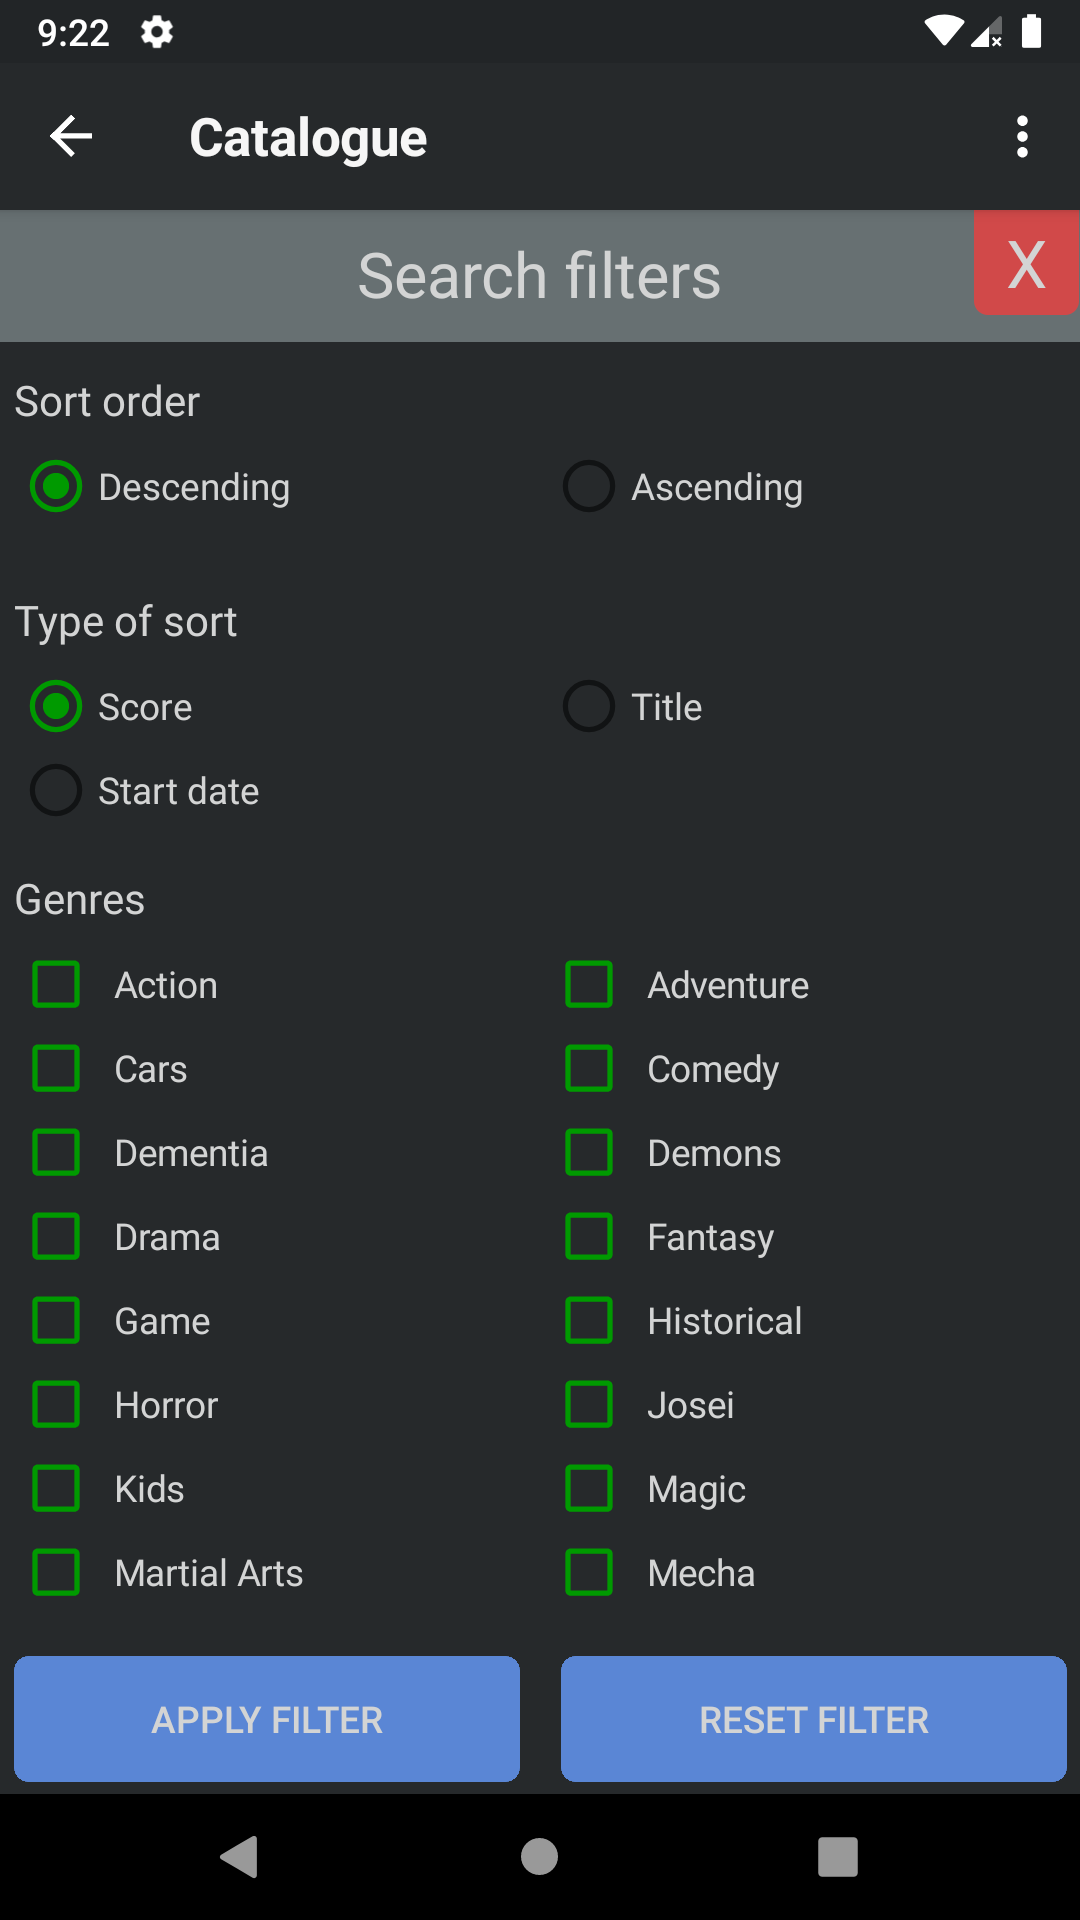 9:22
Catalogue
Search filters X
Sort order
Descending Ascending
Type of sort
Score Title
Start date
Genres
Action Adventure
Cars Comedy
Dementia Demons
Drama Fantasy
Game Historical
Horror Josei
Kids Magic
Martial Arts Mecha
APPLY FILTER RESET FILTER